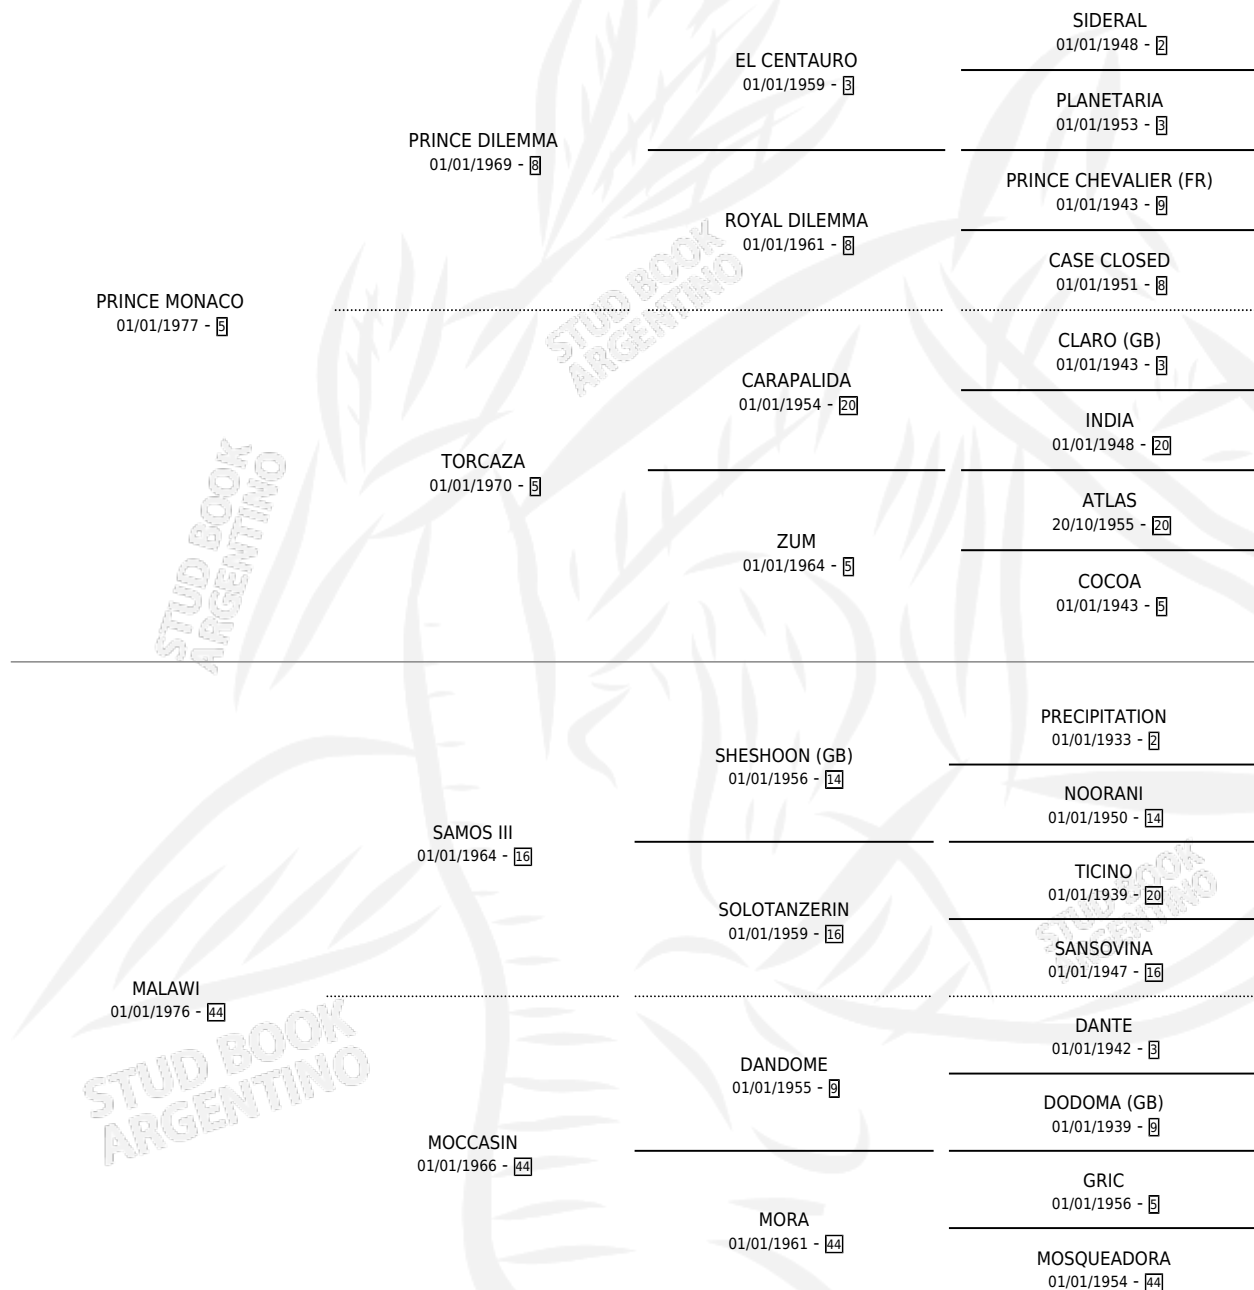 SIDERAL
01/01/1948 - 2
EL CENTAURO
01/01/1959 - 3
PLANETARIA
01/01/1953 - 3
PRINCE DILEMMA
01/01/1969 - 8
PRINCE CHEVALIER (FR)
01/01/1943 - 9
ROYAL DILEMMA
01/01/1961 - 8
CASE CLOSED
01/01/1951 - 8
PRINCE MONACO
01/01/1977 - 5
CLARO (GB)
01/01/1943 - 3
CARAPALIDA
01/01/1954 - 20
INDIA
01/01/1948 - 20
TORCAZA
01/01/1970 - 5
ATLAS
20/10/1955 - 20
ZUM
01/01/1964 - 5
COCOA
01/01/1943 - 5
PRECIPITATION
01/01/1933 - 2
SHESHOON (GB)
01/01/1956 - 14
NOORANI
01/01/1950 - 14
SAMOS III
01/01/1964 - 16
TICINO
01/01/1939 - 20
SOLOTANZERIN
01/01/1959 - 16
SANSOVINA
01/01/1947 - 16
MALAWI
01/01/1976 - 44
DANTE
01/01/1942 - 3
DANDOME
01/01/1955 - 9
DODOMA (GB)
01/01/1939 - 9
MOCCASIN
01/01/1966 - 44
GRIC
01/01/1956 - 5
MORA
01/01/1961 - 44
MOSQUEADORA
01/01/1954 - 44
STUD BOOK
ARGENTINO
STUD BOOK
ARGENTINO
STUD BOOK
ARGENTINO
STUD BOOK
ARGENTINO